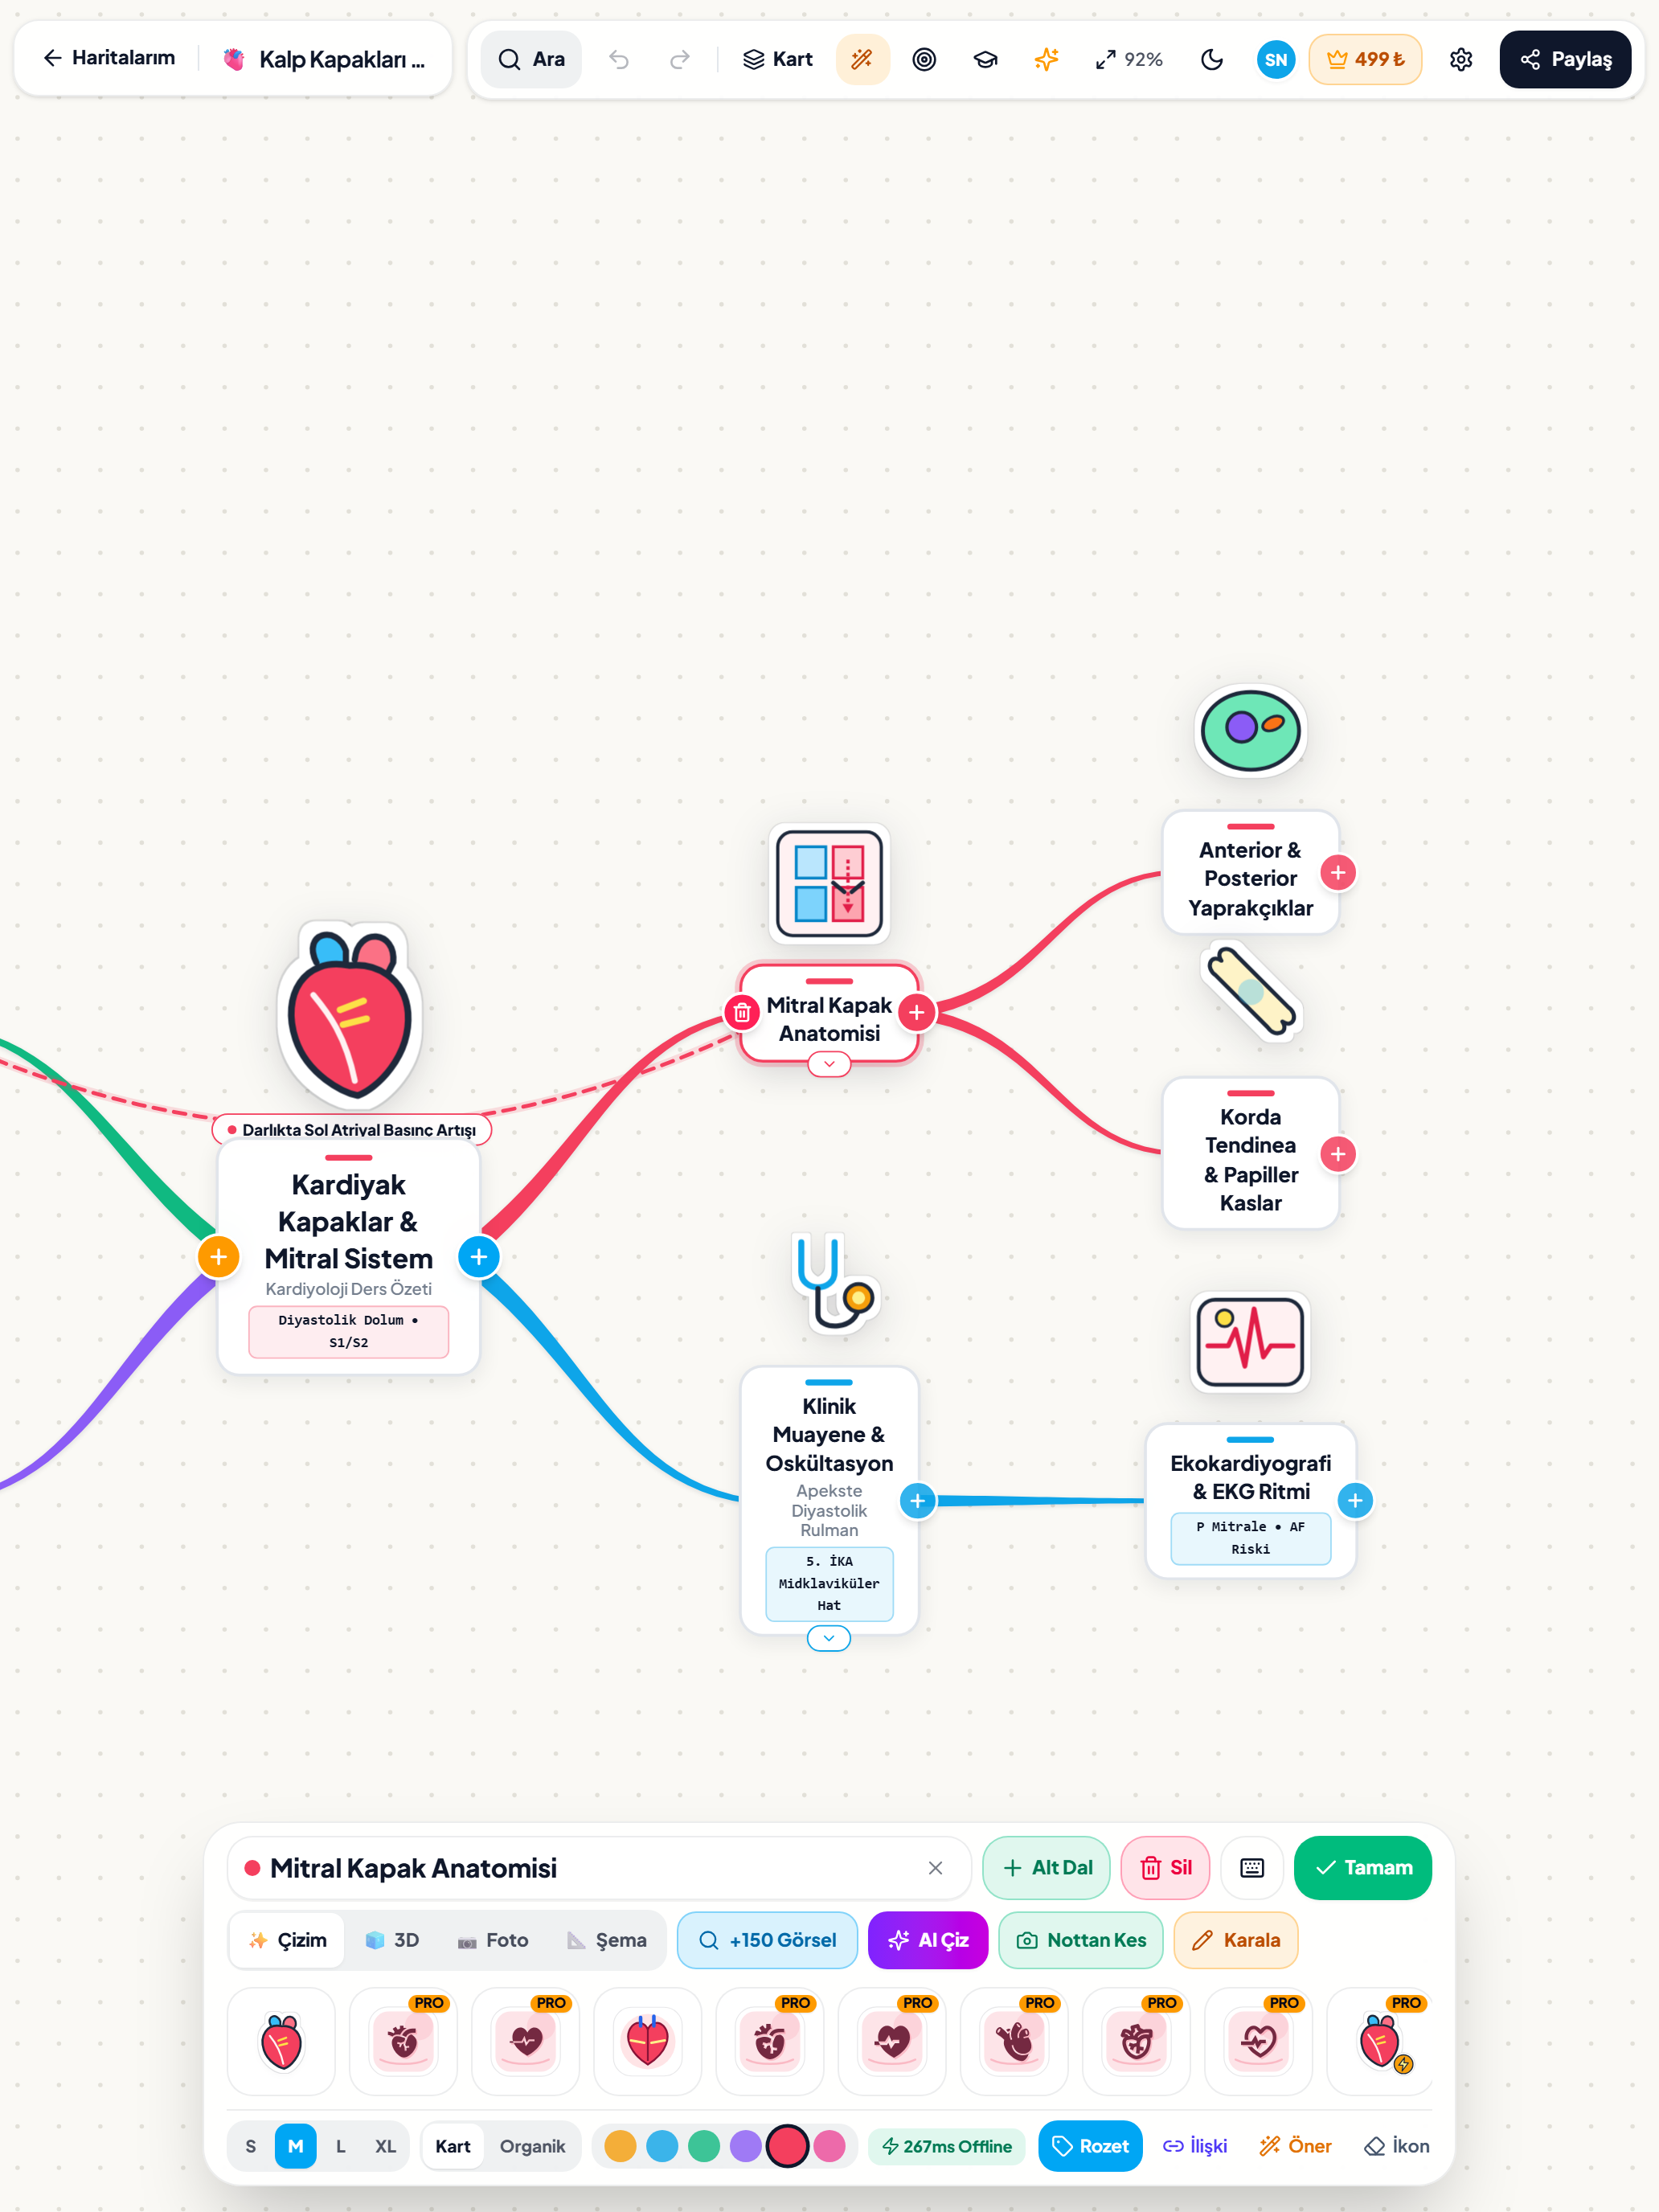 Haritalarım
Kalp Kapakları ...
Ara
Kart
92%
SN
499 ₺
Paylaş
Anterior &
Posterior
Yaprakçıklar
Mitral Kapak
Anatomisi
Korda
Tendinea
& Papiller
Kaslar
Darlıkta Sol Atriyal Basınç Artışı
Kardiyak
Kapaklar &
Mitral Sistem
Kardiyoloji Ders Özeti
Diyastolik Dolum •
S1/S2
Klinik
Muayene &
Oskültasyon
Apekste
Diyastolik
Rulman
5. İKA
Midklaviküler
Hat
Ekokardiyografi
& EKG Ritmi
P Mitrale • AF
Riski
Mitral Kapak Anatomisi
Alt Dal
Sil
Tamam
Çizim
3D
Foto
Şema
+150 Görsel
AI Çiz
Nottan Kes
Karala
PRO
PRO
PRO
PRO
PRO
PRO
PRO
PRO
S
M
L
XL
Kart
Organik
267ms Offline
Rozet
İlişki
Öner
İkon